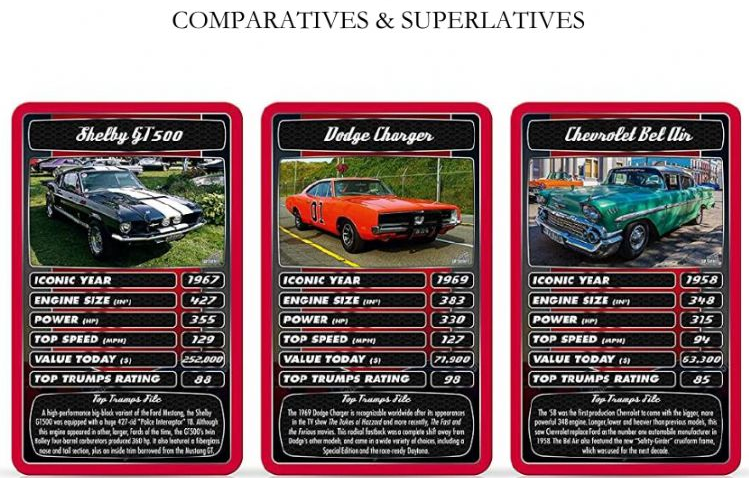 COMPARATIVES & SUPERLATIVES
Shelby GT500
ICONIC YEAR 1967
ENGINE SIZE (IN³) 427
POWER (HP) 355
TOP SPEED (MPH) 129
VALUE TODAY ($) 252,000
TOP TRUMPS RATING 88
Top Trumps File
A high-performance big-block variant of the Ford Mustang, the Shelby
GT500 was equipped with a huge 427-cid "Police Interceptor" V8. Although
this engine appeared in other, larger, Fords of the time, the GT500's twin
Holley four-barrel carburetors produced 360 hp. It also featured a fiberglass
nose and tail section, plus an inside trim borrowed from the Mustang GT.
Dodge Charger
01
ICONIC YEAR 1969
ENGINE SIZE (IN³) 383
POWER (HP) 330
TOP SPEED (MPH) 127
VALUE TODAY ($) 71,900
TOP TRUMPS RATING 98
Top Trumps File
The 1969 Dodge Charger is recognizable worldwide after its appearances
in the TV show The Dukes of Hazzard and more recently, The Fast and
the Furious movies. This radical fastback was a complete shift away from
Dodge's other models, and came in a wide variety of choices, including a
Special Edition and the race-ready Daytona.
Chevrolet Bel Air
ICONIC YEAR 1958
ENGINE SIZE (IN³) 348
POWER (HP) 315
TOP SPEED (MPH) 94
VALUE TODAY ($) 63,300
TOP TRUMPS RATING 85
Top Trumps File
The '58 was the first production Chevrolet to come with the bigger, more
powerful 348 engine. Longer, lower and heavier than previous models, this
saw Chevrolet replace Ford as the number one automobile manufacturer in
1958. The Bel Air also featured the new "Safety-Girder" cruciform frame,
which was used for the next decade.